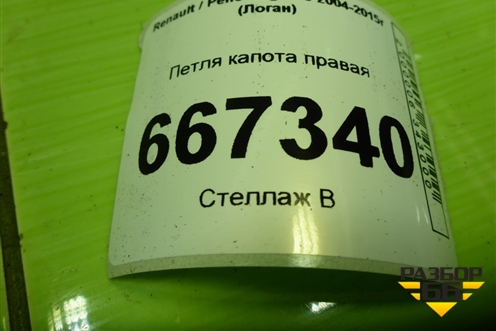 Renault / 2004-2015г
(Логан)
Петля капота правая
667340
Стеллаж В
РАЗБОР
66